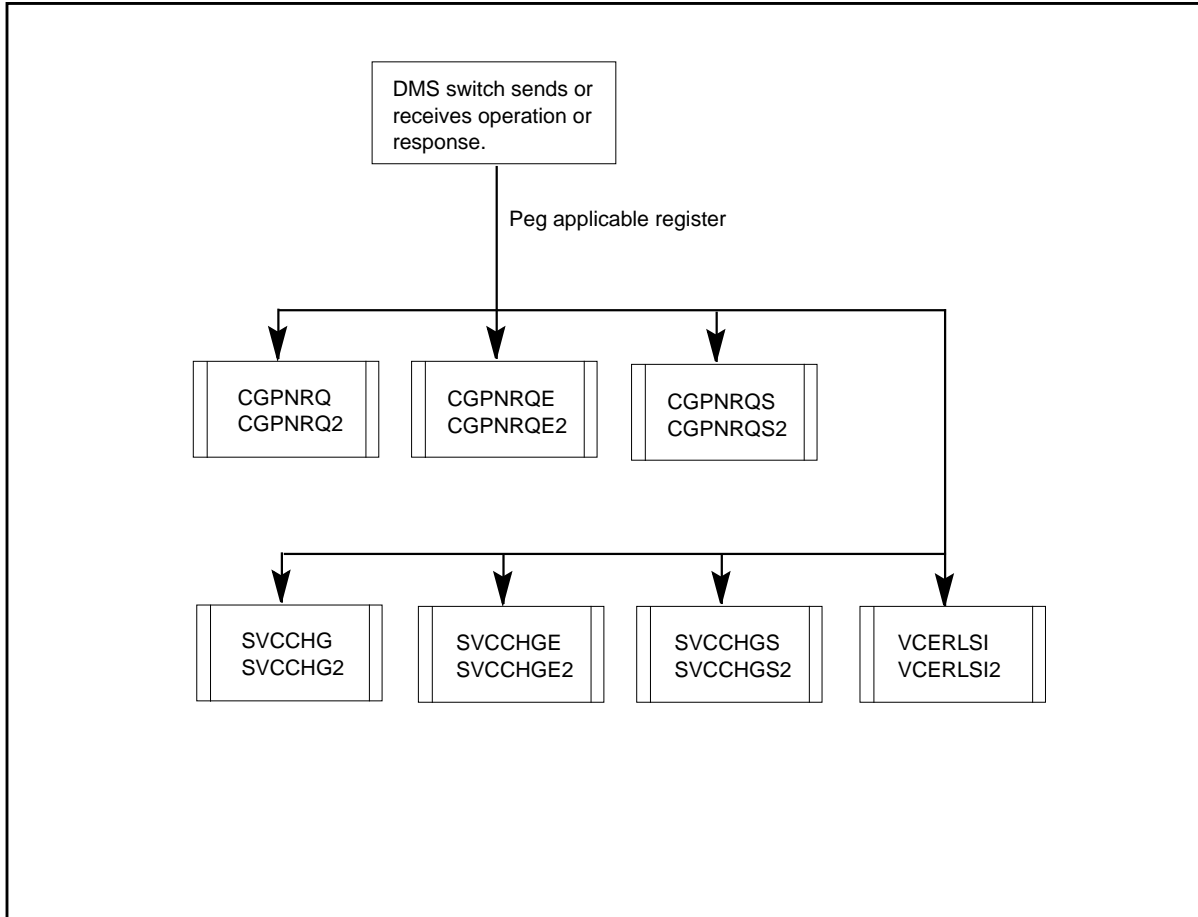 DMS switch sends or
receives operation or
response.
Peg applicable register
CGPNRQ
CGPNRQ2
CGPNRQE
CGPNRQE2
CGPNRQS
CGPNRQS2
SVCCHG
SVCCHG2
SVCCHGE
SVCCHGE2
SVCCHGS
SVCCHGS2
VCERLSI
VCERLSI2